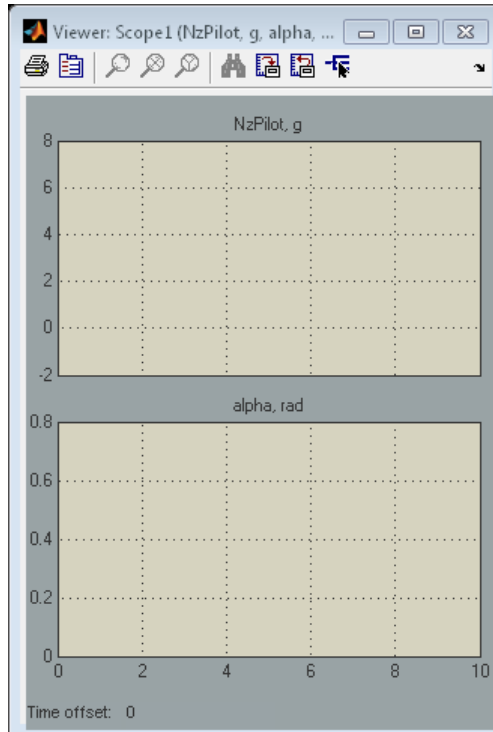 Viewer: Scope1 (NzPilot, g, alpha, ...
NzPilot, g
8
6
4
2
0
-2
alpha, rad
0.8
0.6
0.4
0.2
0
0 2 4 6 8 10
Time offset: 0